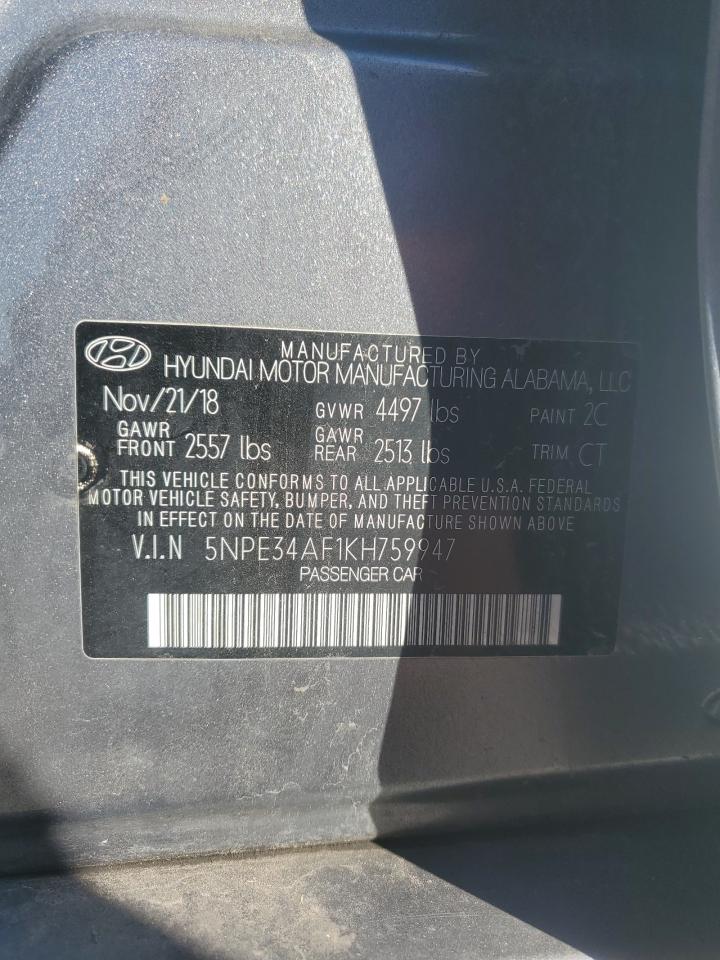 MANUFACTURED BY
HYUNDAI MOTOR MANUFACTURING ALABAMA, LLC
Nov/21/18 GVWR 4497 lbs PAINT 2C
GAWR FRONT 2557 lbs GAWR REAR 2513 lbs TRIM CT
THIS VEHICLE CONFORMS TO ALL APPLICABLE U.S.A. FEDERAL
MOTOR VEHICLE SAFETY, BUMPER, AND THEFT PREVENTION STANDARDS
IN EFFECT ON THE DATE OF MANUFACTURE SHOWN ABOVE
V.I.N 5NPE34AF1KH759947
PASSENGER CAR